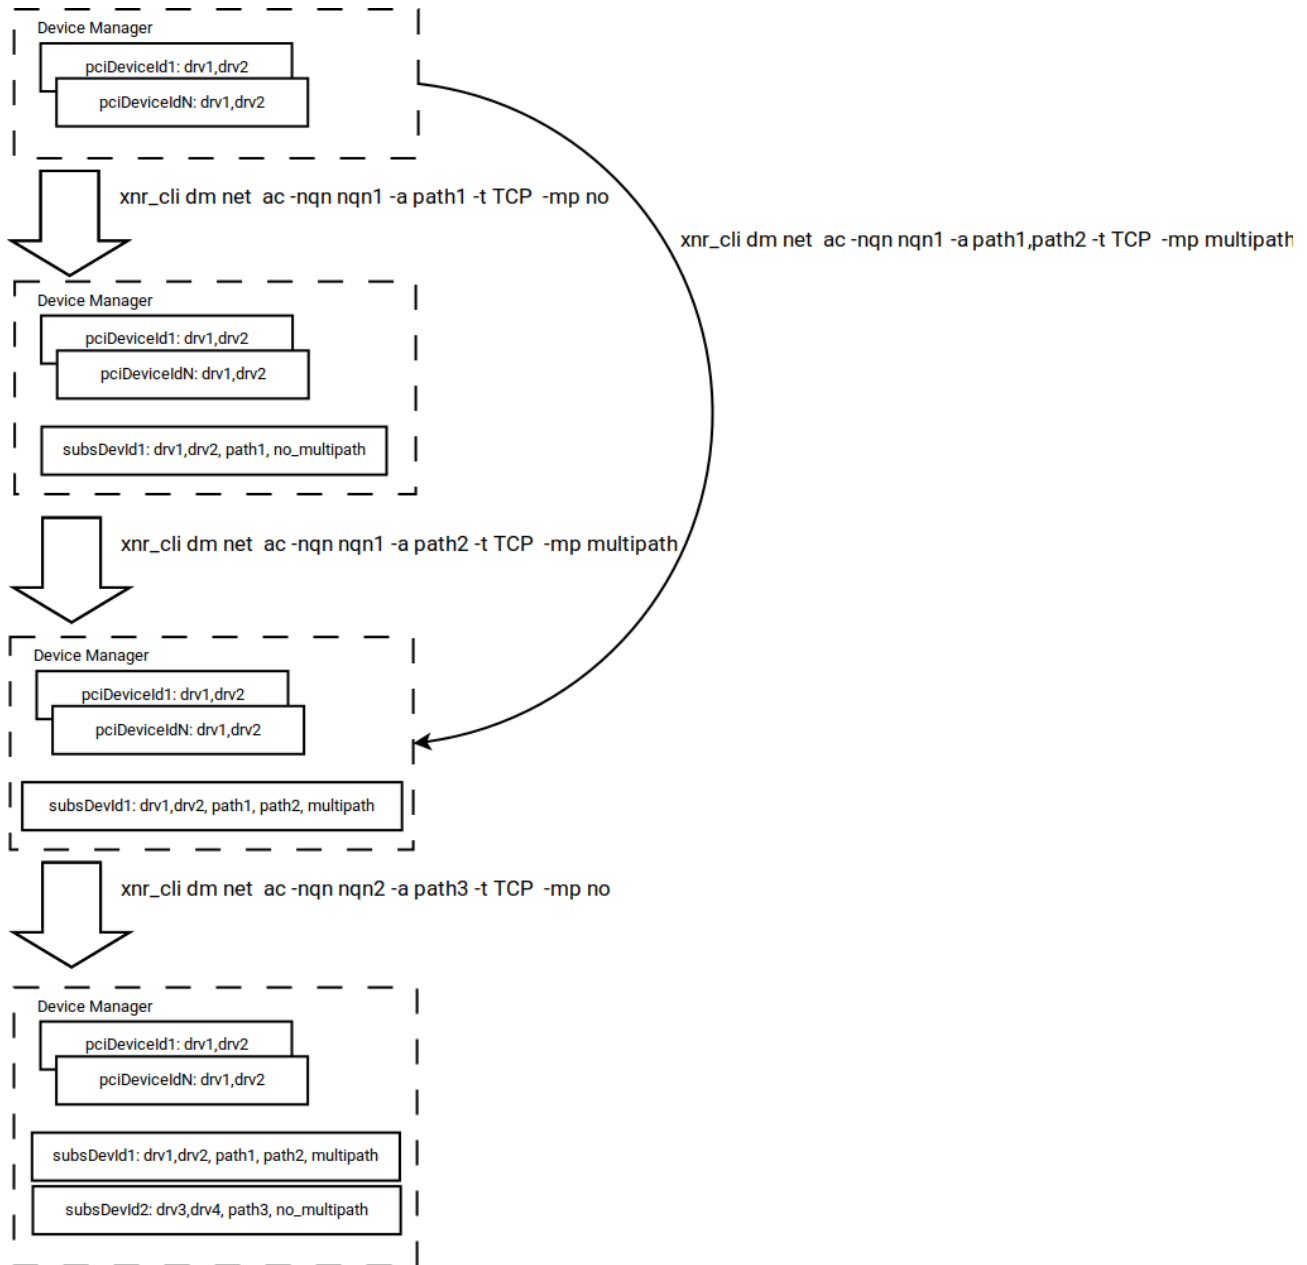 Device Manager
pciDeviceId1: drv1,drv2
pciDeviceIdN: drv1,drv2
xnr_cli dm net ac -nqn nqn1 -a path1 -t TCP -mp no
xnr_cli dm net ac -nqn nqn1 -a path1,path2 -t TCP -mp multipath
Device Manager
pciDeviceId1: drv1,drv2
pciDeviceIdN: drv1,drv2
subsDevId1: drv1,drv2, path1, no_multipath
xnr_cli dm net ac -nqn nqn1 -a path2 -t TCP -mp multipath
Device Manager
pciDeviceId1: drv1,drv2
pciDeviceIdN: drv1,drv2
subsDevId1: drv1,drv2, path1, path2, multipath
xnr_cli dm net ac -nqn nqn2 -a path3 -t TCP -mp no
Device Manager
pciDeviceId1: drv1,drv2
pciDeviceIdN: drv1,drv2
subsDevId1: drv1,drv2, path1, path2, multipath
subsDevId2: drv3,drv4, path3, no_multipath